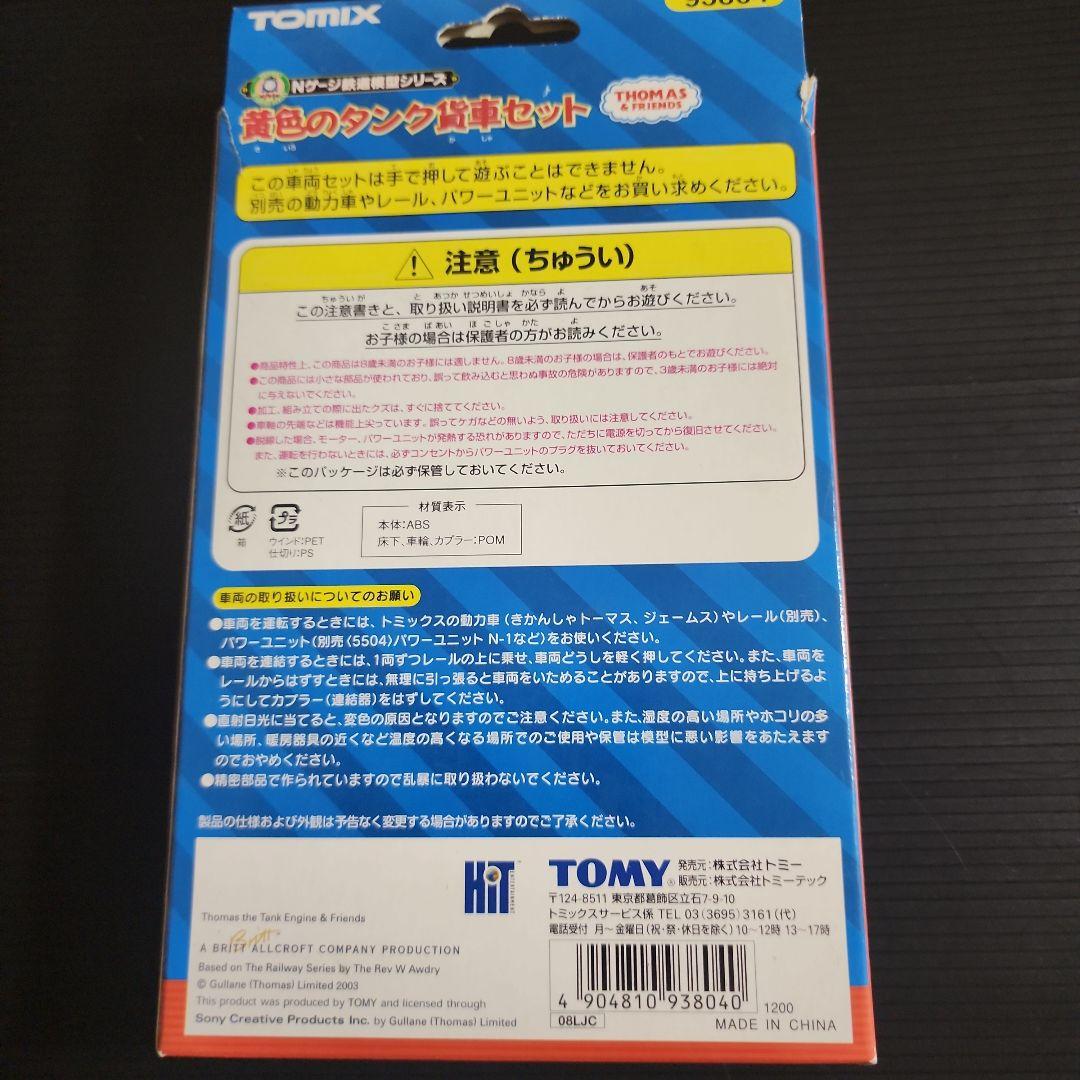 TOMIX
Nゲージ鉄道模型シリーズ
THOMAS
& FRIENDS
黄色のタンク貨車セット
き いろ か しゃ
この車両セットは手で押して遊ぶことはできません。
別売の動力車やレール、パワーユニットなどをお買い求めください。
注意(ちゅうい)
ちゅういが と あつか せつめいしょ かなら よ あそ
この注意書きと、取り扱い説明書を必ず読んでからお遊びください。
こさま ばあい ほごしゃ かた よ
お子様の場合は保護者の方がお読みください。
●商品特性上、この商品は8歳未満のお子様には適しません。8歳未満のお子様の場合は、保護者のもとでお遊びください。
●この商品には小さな部品が使われており、誤って飲み込むと思わぬ事故の危険がありますので、3歳未満のお子様には絶対
に与えないでください。
●加工、組み立ての際に出たクズは、すぐに捨ててください。
●車軸の先端などは機能上尖っています。誤ってケガなどの無いよう、取り扱いには注意してください。
●脱線した場合、モーター、パワーユニットが発熱する恐れがありますので、ただちに電源を切ってから復旧させてください。
また、運転を行わないときには、必ずコンセントからパワーユニットのプラグを抜いておいてください。
※このパッケージは必ず保管しておいてください。
紙
箱
プラ
ウインド:PET
仕切り:PS
材質表示
本体:ABS
床下、車輪、カプラー:POM
車両の取り扱いについてのお願い
●車両を運転するときには、トミックスの動力車(きかんしゃトーマス、ジェームス)やレール(別売)、
パワーユニット(別売〈5504〉パワーユニット N-1など)をお使いください。
●車両を連結するときには、1両ずつレールの上に乗せ、車両どうしを軽く押してください。また、車両を
レールからはずすときには、無理に引っ張ると車両をいためることがありますので、上に持ち上げるよ
うにしてカプラー(連結器)をはずしてください。
●直射日光に当てると、変色の原因となりますのでご注意ください。また、湿度の高い場所やホコリの多
い場所、暖房器具の近くなど温度の高くなる場所でのご使用や保管は模型に悪い影響をあたえます
のでおやめください。
●精密部品で作られていますので乱暴に取り扱わないでください。
製品の仕様および外観は予告なく変更する場合がありますのでご了承ください。
HiT
ENTERTAINMENT
TOMY®
発売元:株式会社トミー
販売元:株式会社トミーテック
〒124-8511 東京都葛飾区立石7-9-10
トミックスサービス係 TEL 03(3695)3161(代)
電話受付 月〜金曜日(祝・祭・休日を除く)10〜12時 13〜17時
Thomas the Tank Engine & Friends
Britt
A BRITT ALLCROFT COMPANY PRODUCTION
Based on The Railway Series by The Rev W Awdry
© Gullane (Thomas) Limited 2003
This product was produced by TOMY and licensed through
Sony Creative Products Inc. by Gullane (Thomas) Limited
4 904810 938040
1200
08LJC
MADE IN CHINA